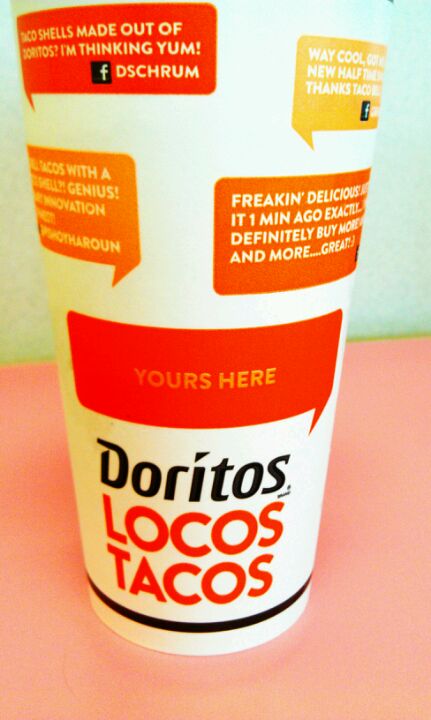 TACO SHELLS MADE OUT OF
DORITOS? I'M THINKING YUM!
f DSCHRUM
WAY COOL, GOT
NEW HALF TIME
THANKS TACO
f
TACOS WITH A
SHELL?! GENIUS!
INNOVATION
FREAKIN' DELICIOUS!
IT 1 MIN AGO EXACTLY...
DEFINITELY BUY MORE
AND MORE....GREAT! :)
YOURS HERE
Doritos
BRAND
LOCOS
TACOS